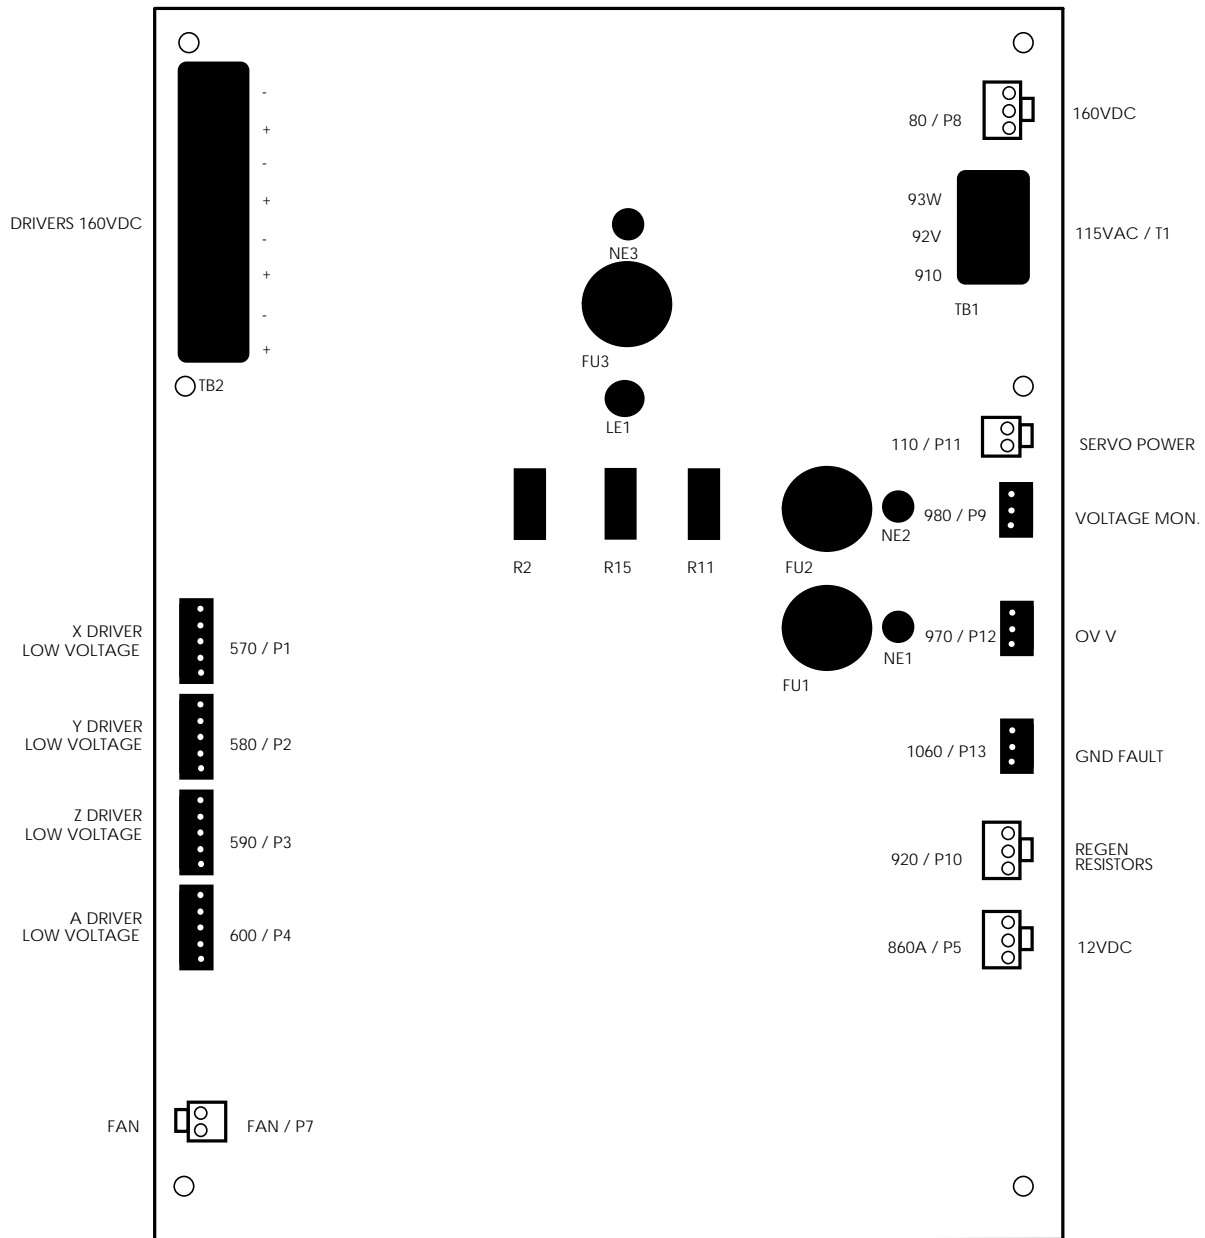 -
80 / P8
160VDC
+
-
93W
+
DRIVERS 160VDC
92V
115VAC / T1
-
NE3
+
910
TB1
-
+
FU3
TB2
LE1
110 / P11
SERVO POWER
980 / P9
VOLTAGE MON.
NE2
R2
R15
R11
FU2
X DRIVER
LOW VOLTAGE
570 / P1
970 / P12
OV V
NE1
FU1
Y DRIVER
LOW VOLTAGE
580 / P2
1060 / P13
GND FAULT
Z DRIVER
LOW VOLTAGE
590 / P3
920 / P10
REGEN
RESISTORS
A DRIVER
LOW VOLTAGE
600 / P4
860A / P5
12VDC
FAN
FAN / P7